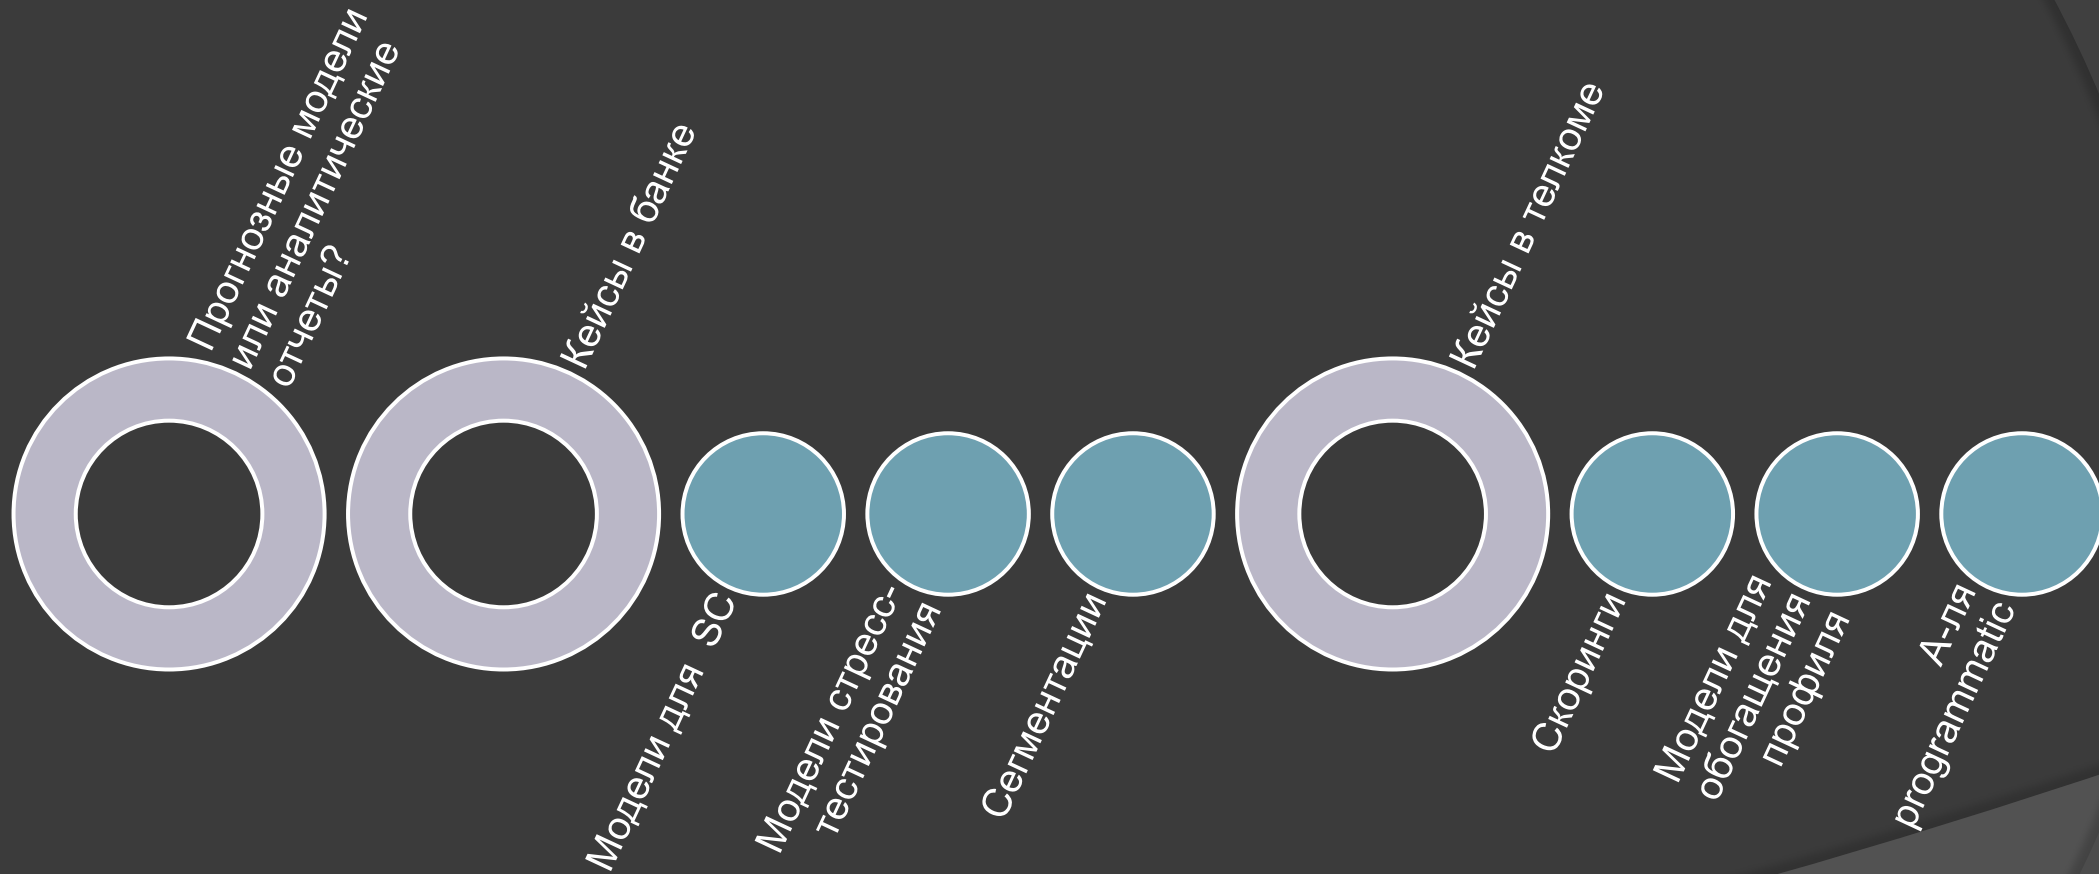 Прогнозные модели
или аналитические
отчеты?
Кейсы в банке
Модели для SC
Модели стресс-
тестирования
Сегментации
Кейсы в телкоме
Скоринги
Модели для
обогащения
профиля
А-ля
programmatic